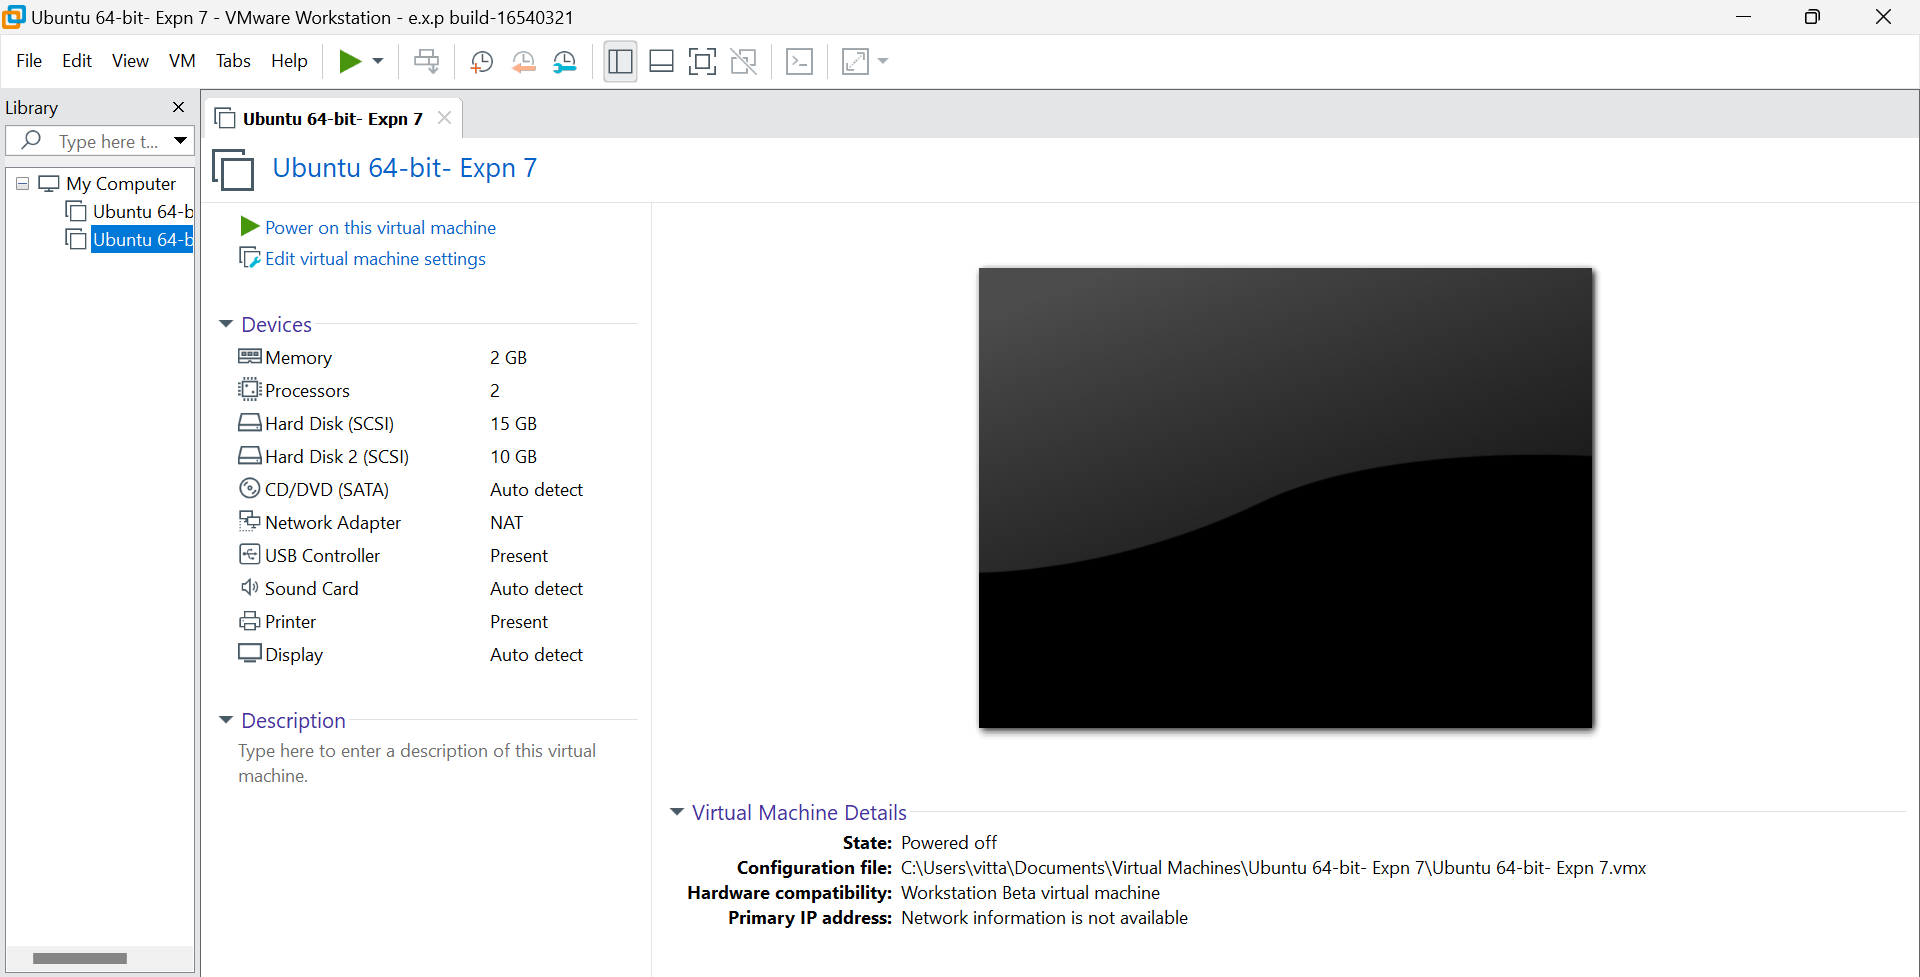 Ubuntu 64-bit- Expn 7 - VMware Workstation - e.x.p build-16540321
File Edit View VM Tabs Help
Library
Type here t...
My Computer
Ubuntu 64-b
Ubuntu 64-b
Ubuntu 64-bit- Expn 7
Ubuntu 64-bit- Expn 7
Power on this virtual machine
Edit virtual machine settings
Devices
Memory 2 GB
Processors 2
Hard Disk (SCSI) 15 GB
Hard Disk 2 (SCSI) 10 GB
CD/DVD (SATA) Auto detect
Network Adapter NAT
USB Controller Present
Sound Card Auto detect
Printer Present
Display Auto detect
Description
Type here to enter a description of this virtual
machine.
Virtual Machine Details
State: Powered off
Configuration file: C:\Users\vitta\Documents\Virtual Machines\Ubuntu 64-bit- Expn 7\Ubuntu 64-bit- Expn 7.vmx
Hardware compatibility: Workstation Beta virtual machine
Primary IP address: Network information is not available